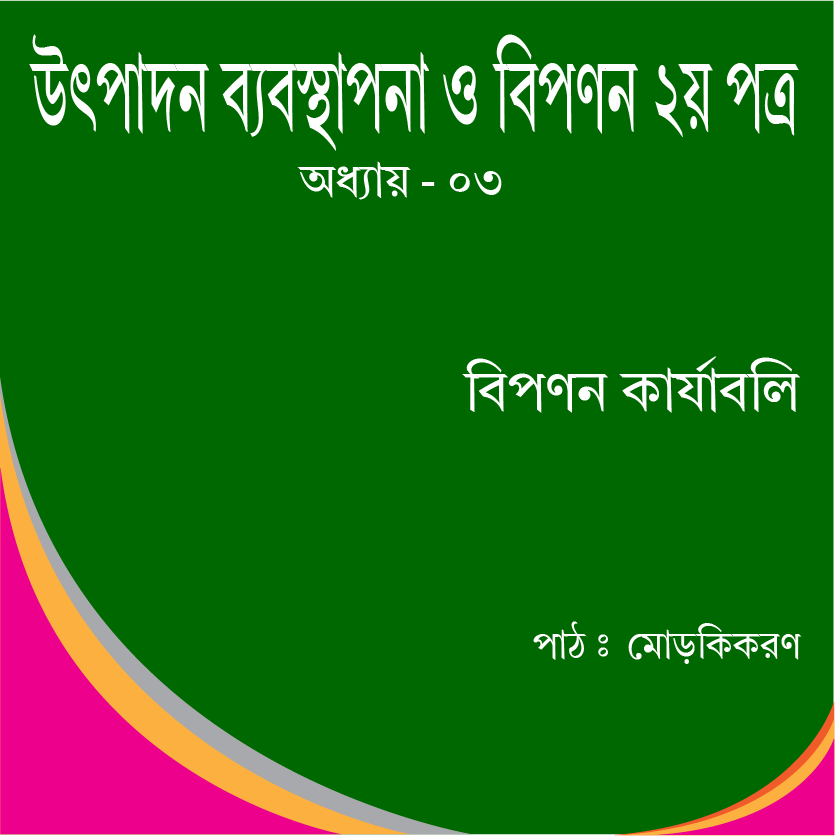 উৎপাদন ব্যবস্থাপনা ও বিপণন ২য় পত্র
অধ্যায় - ০৩
বিপণন কার্যাবলি
পাঠ ঃ মোড়কিকরণ